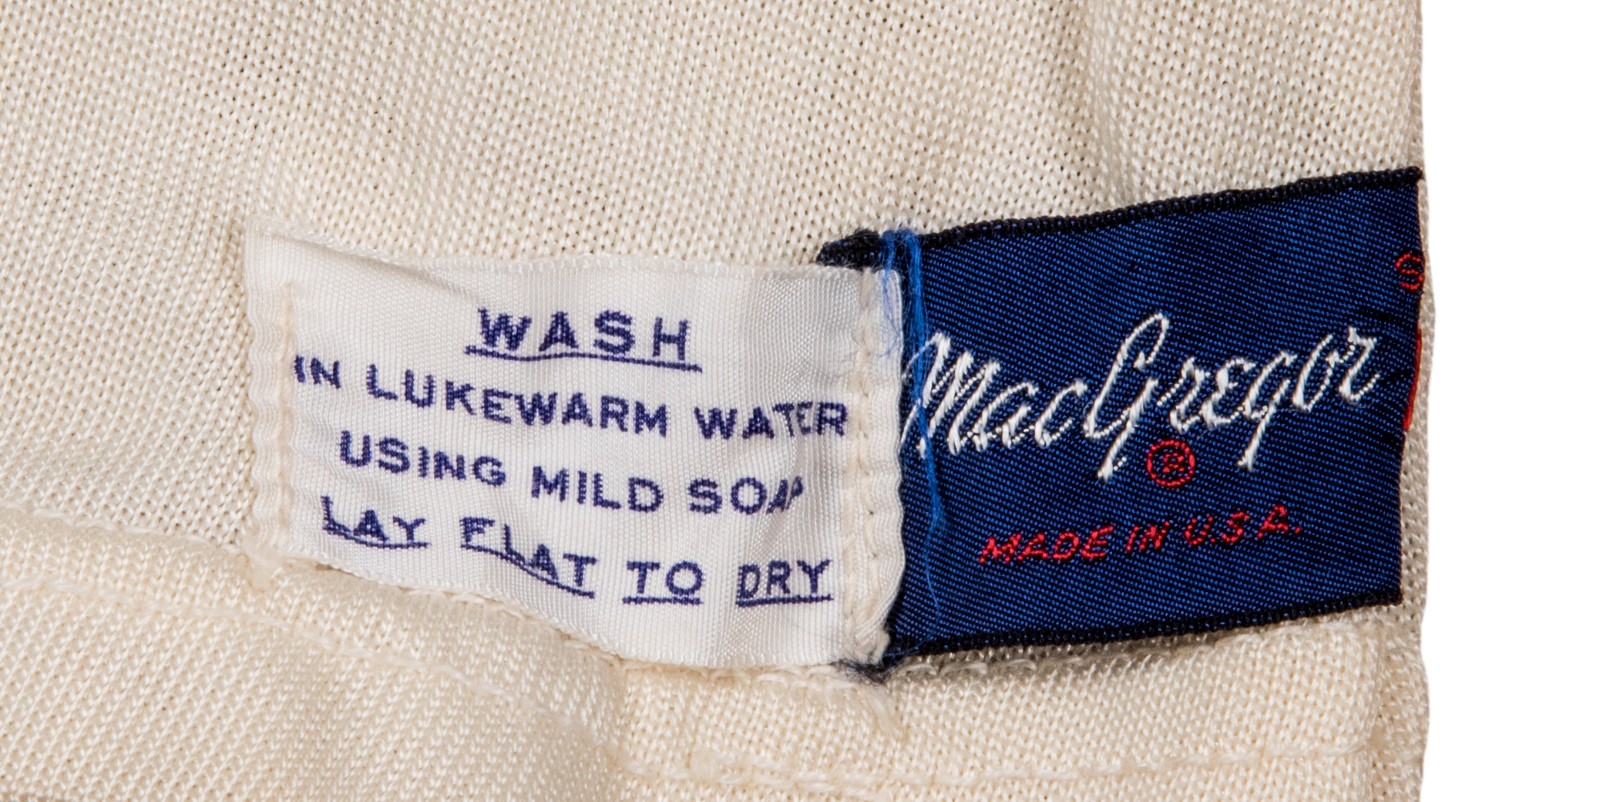 WASH
IN LUKEWARM WATER
USING MILD SOAP
LAY FLAT TO DRY
MacGregor
®
MADE IN U.S.A.
S